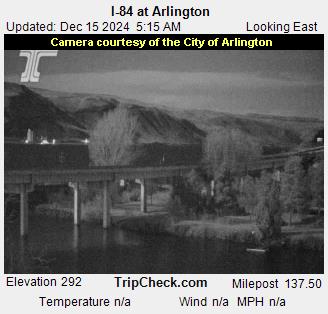 I-84 at Arlington
Updated: Dec 15 2024 5:15 AM Looking East
Camera courtesy of the City of Arlington
Elevation 292 TripCheck.com Milepost 137.50
Temperature n/a Wind n/a MPH n/a